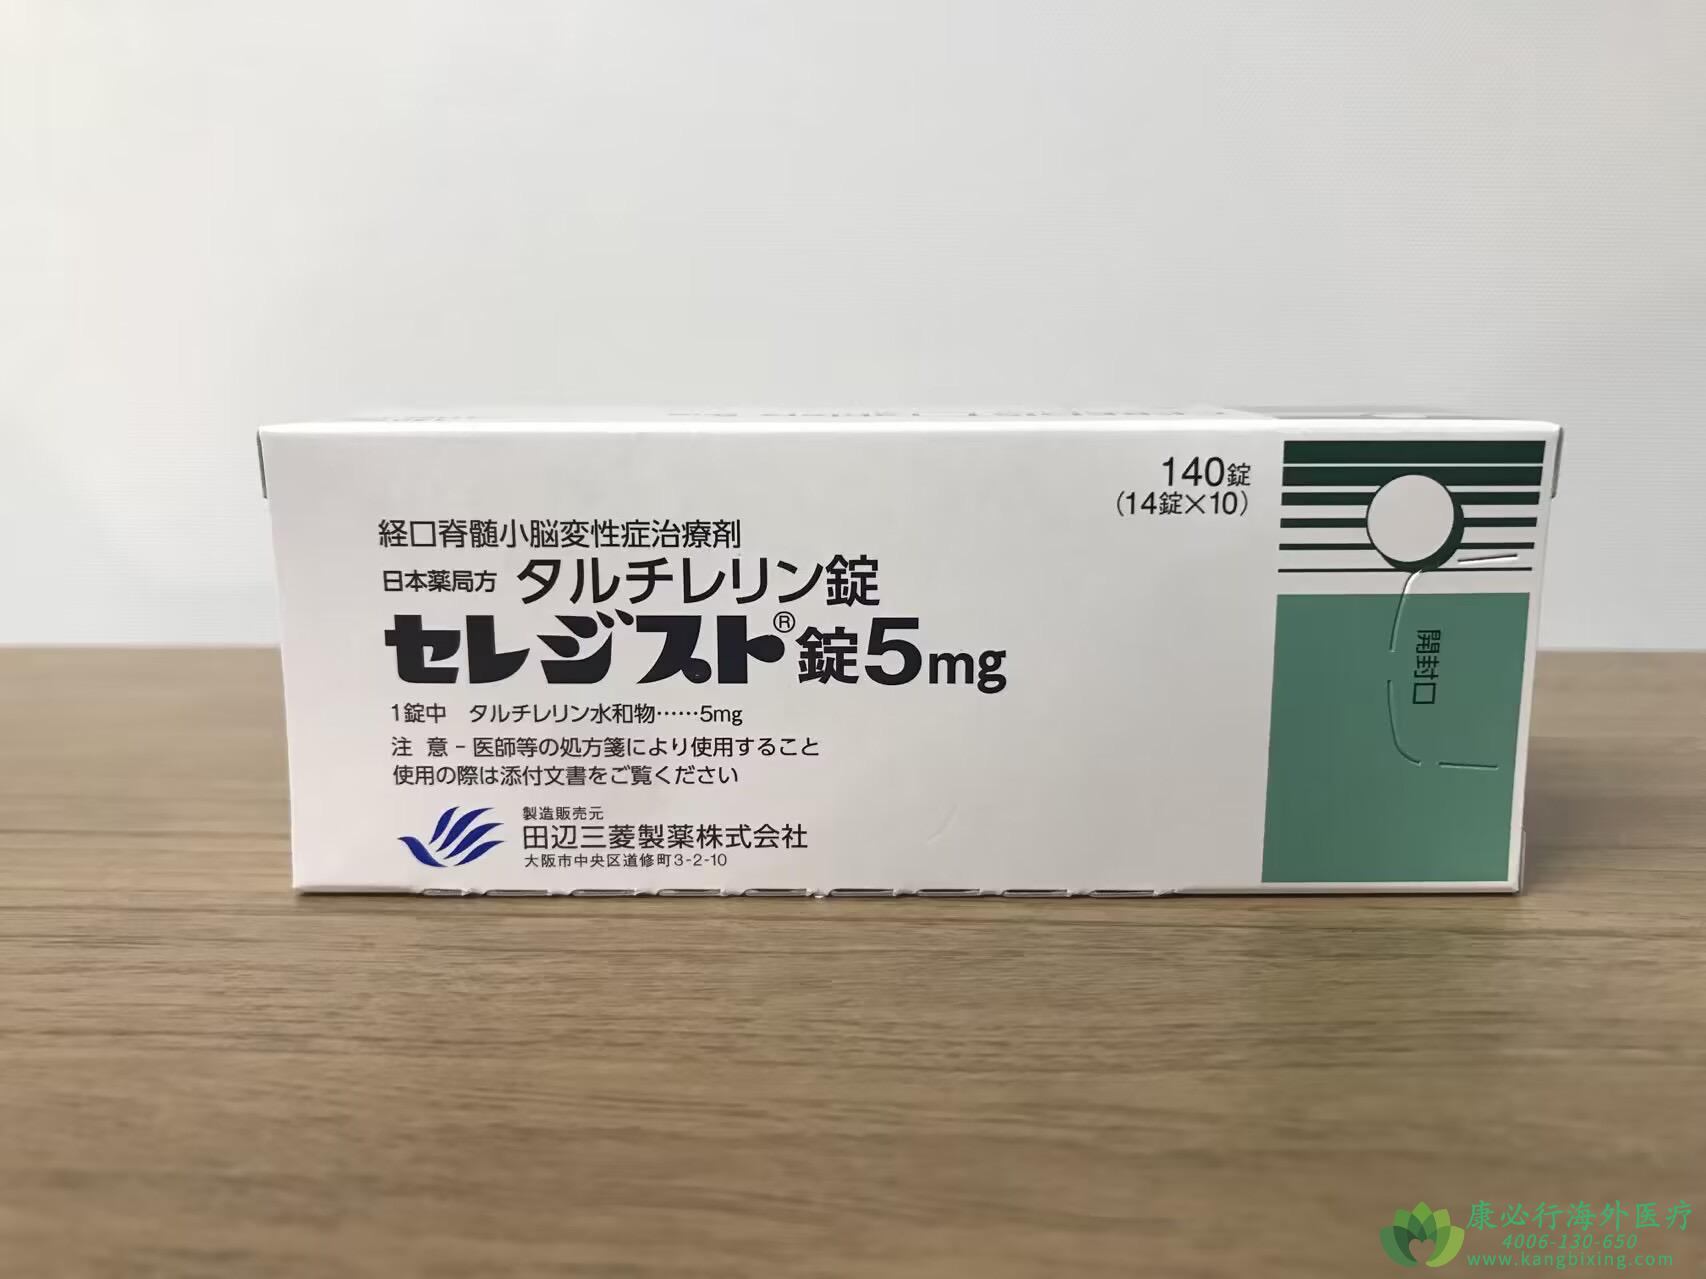 140錠
(14錠×10)
経口脊髄小脳変性症治療剤
日本薬局方 タルチレリン錠
セレジスト®錠5mg
1錠中 タルチレリン水和物……5mg
注 意－医師等の処方箋により使用すること
使用の際は添付文書をご覧ください
製造販売元
田辺三菱製薬株式会社
大阪市中央区道修町3-2-10
開封口
康必行海外医疗
4006-130-650
www.kangbixing.com